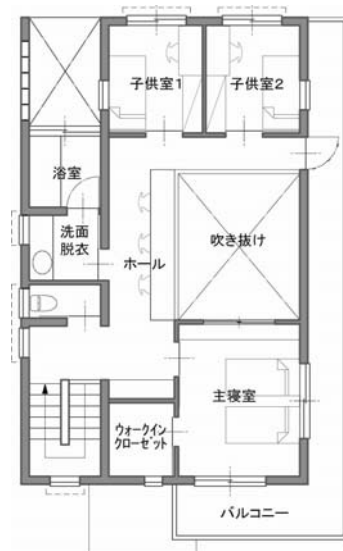 子供室1
子供室2
浴室
洗面
脱衣
ホール
吹き抜け
主寝室
ウォークイン
クローゼット
バルコニー